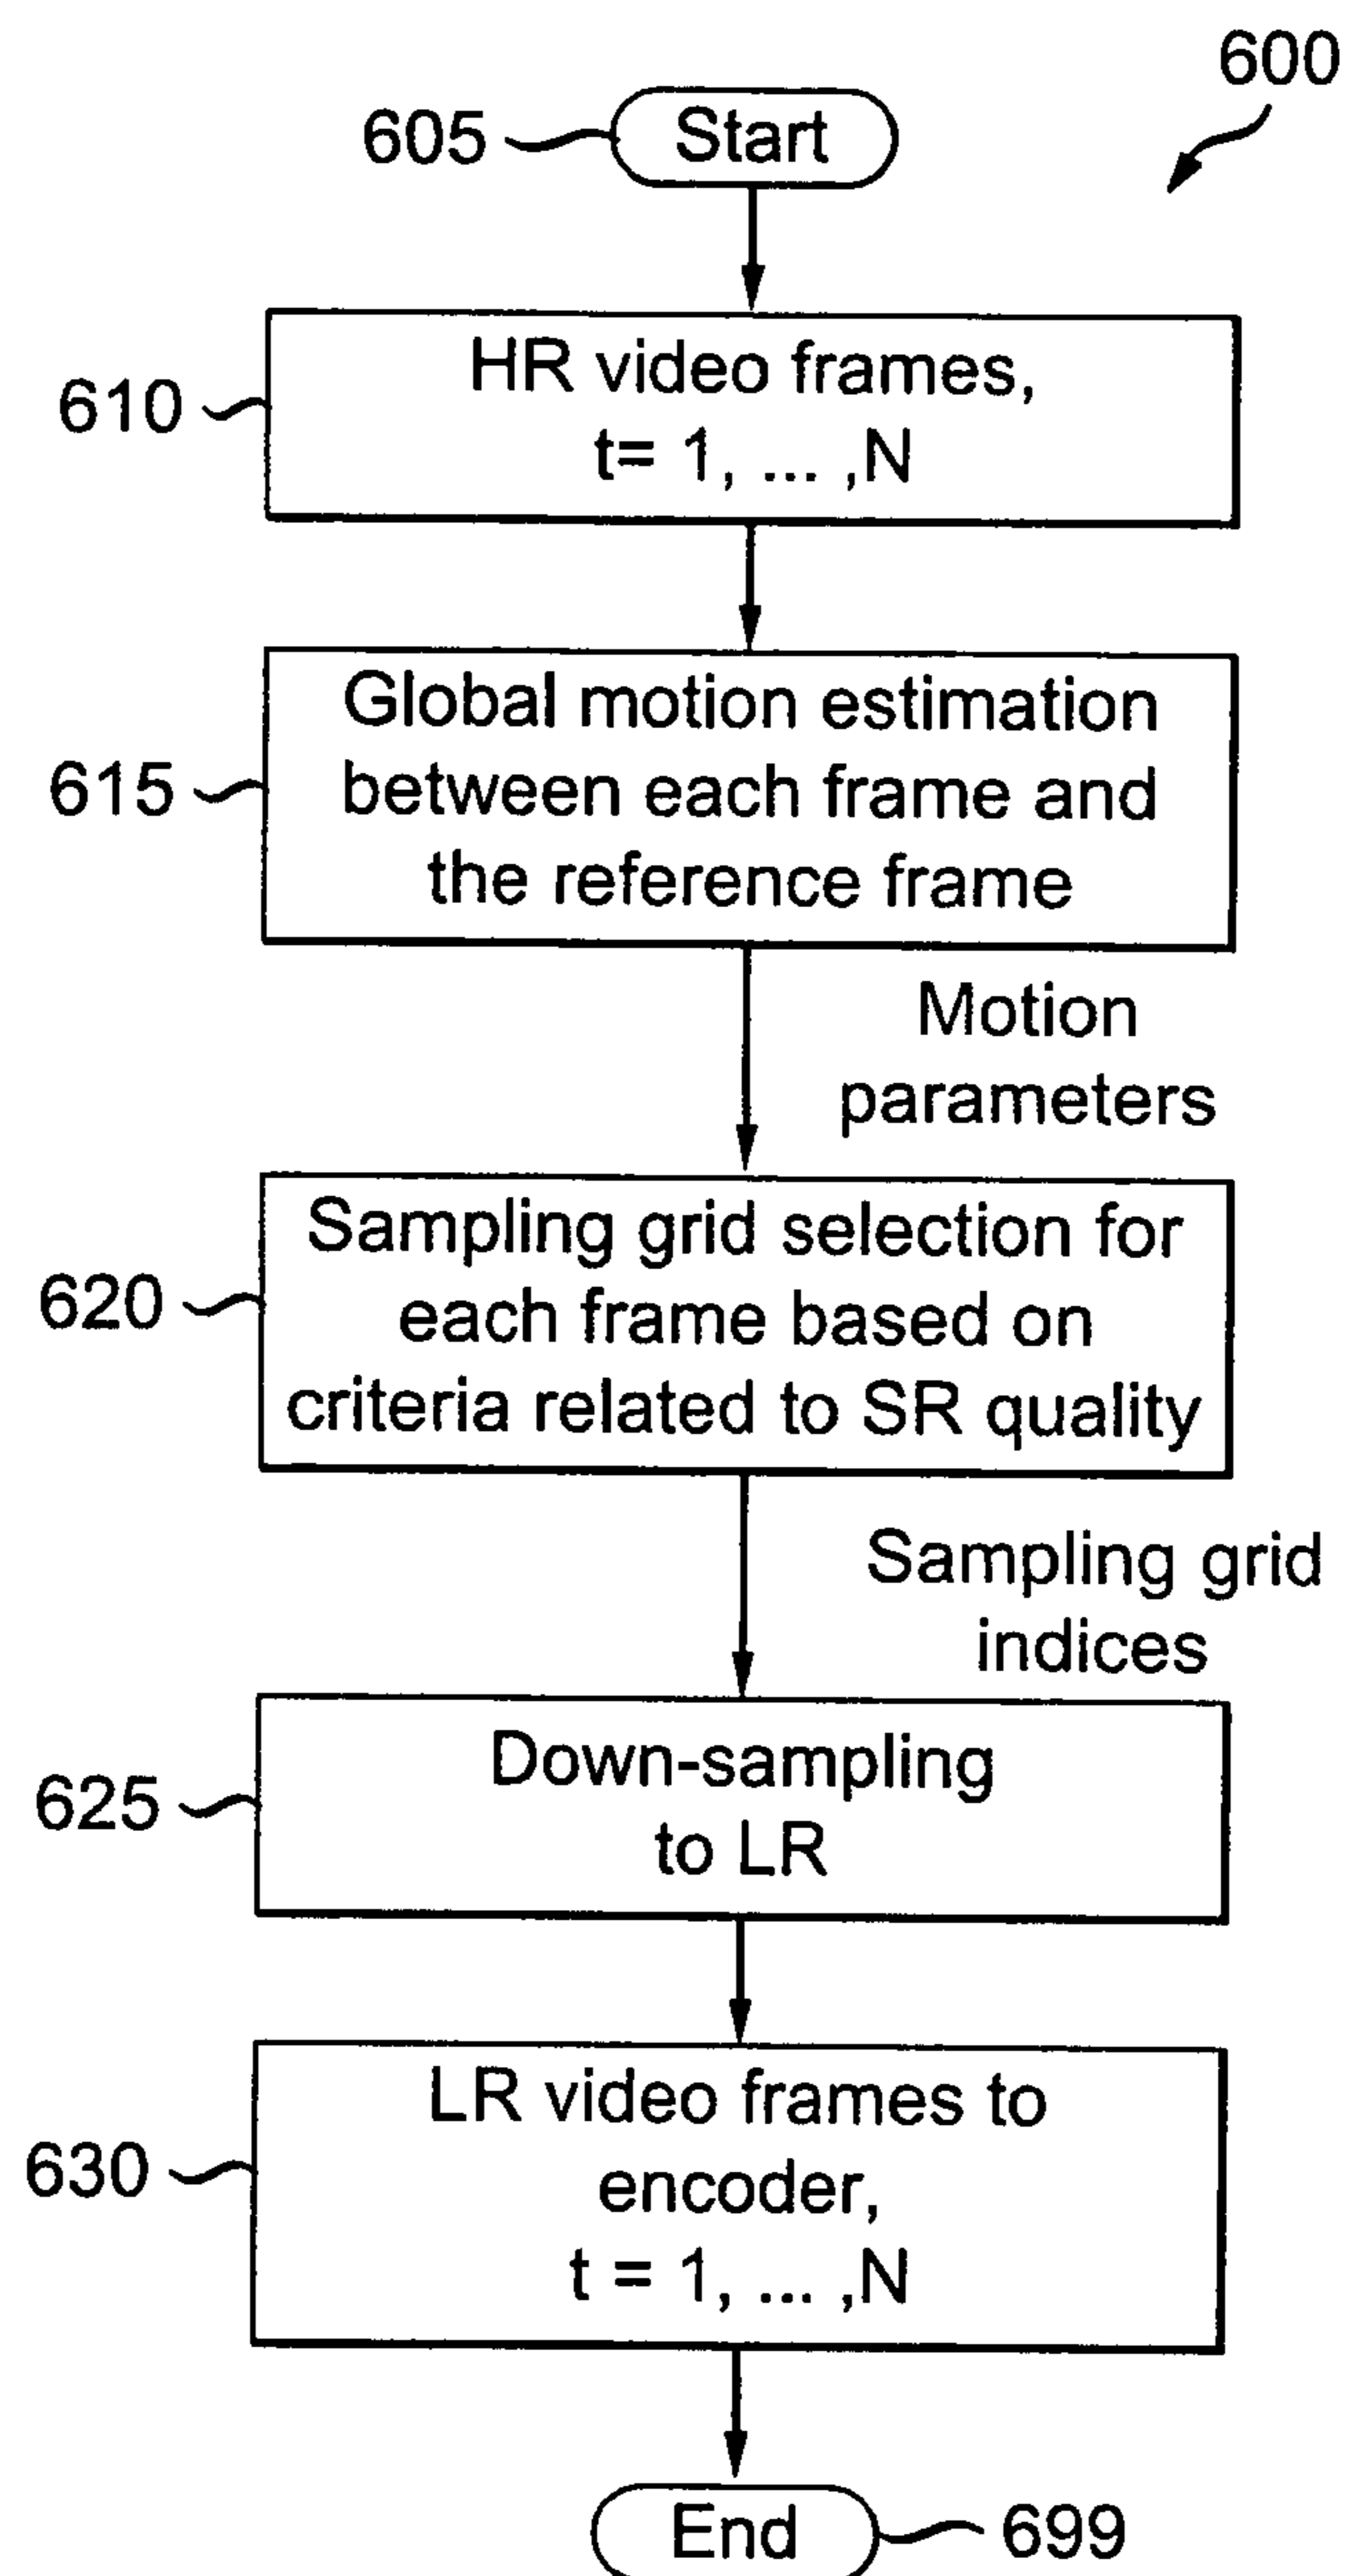 600
605
Start
610
HR video frames,
t= 1, ... ,N
615
Global motion estimation
between each frame and
the reference frame
Motion
parameters
620
Sampling grid selection for
each frame based on
criteria related to SR quality
Sampling grid
indices
625
Down-sampling
to LR
630
LR video frames to
encoder,
t = 1, ... ,N
End
699